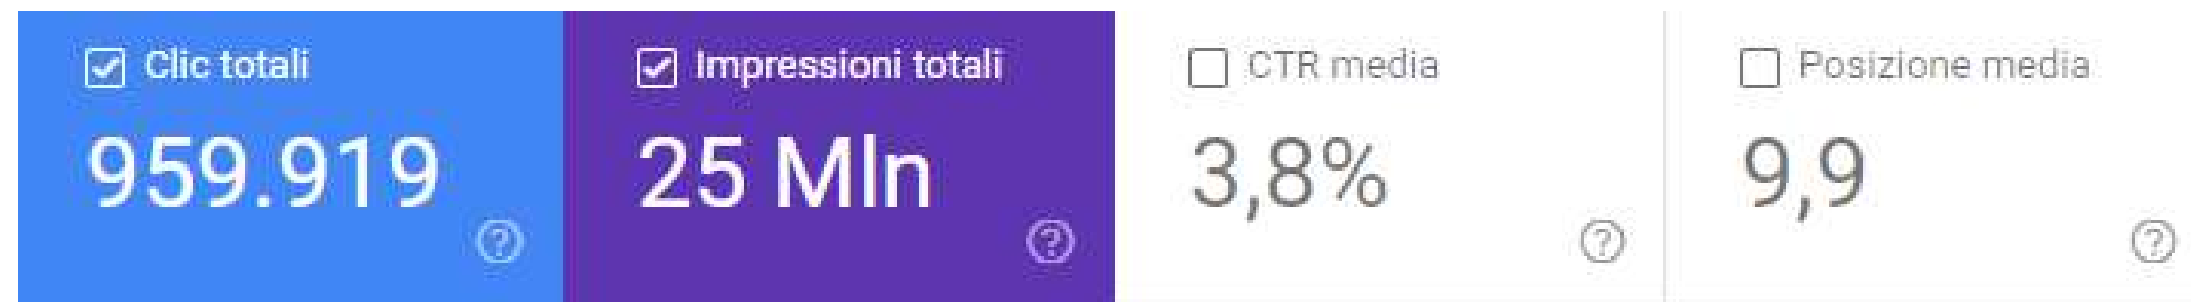 Clic totali
959.919
Impressioni totali
25 Mln
CTR media
3,8%
Posizione media
9,9